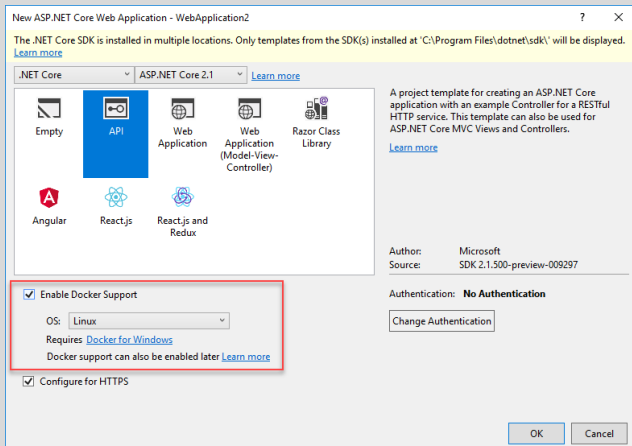 New ASP.NET Core Web Application - WebApplication2
The .NET Core SDK is installed in multiple locations. Only templates from the SDK(s) installed at 'C:\Program Files\dotnet\sdk\' will be displayed.
Learn more
.NET Core
ASP.NET Core 2.1
Learn more
Empty
API
Web
Application
Web
Application
(Model-View-
Controller)
Razor Class
Library
Angular
React.js
React.js and
Redux
A project template for creating an ASP.NET Core
application with an example Controller for a RESTful
HTTP service. This template can also be used for
ASP.NET Core MVC Views and Controllers.
Learn more
Author: Microsoft
Source: SDK 2.1.500-preview-009297
Enable Docker Support
OS: Linux
Requires Docker for Windows
Docker support can also be enabled later Learn more
Configure for HTTPS
Authentication: No Authentication
Change Authentication
OK
Cancel